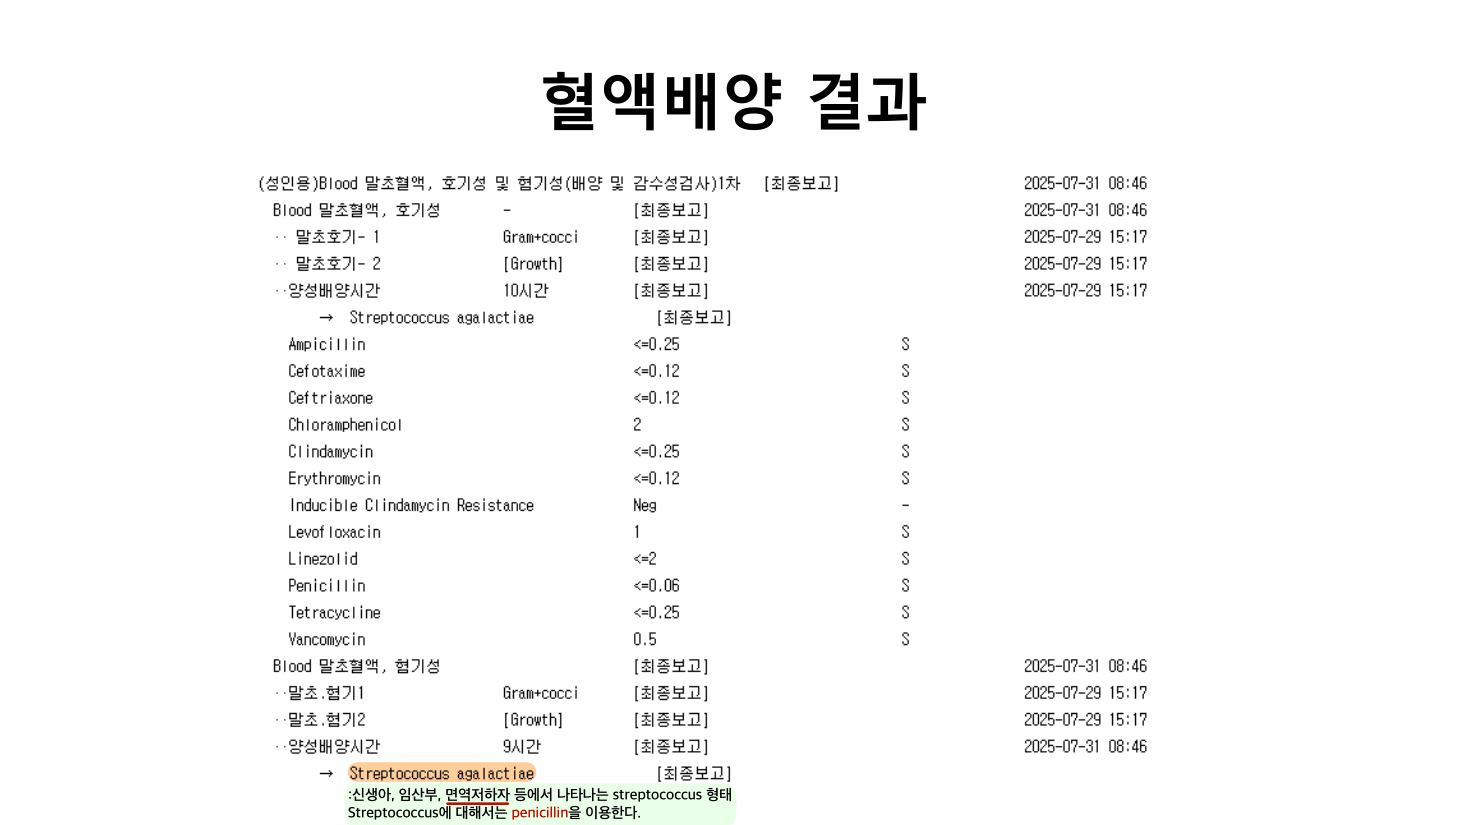 혈액배양 결과
(성인용)Blood 말초혈액, 호기성 및 혐기성(배양 및 감수성검사)1차 [최종보고] 2025-07-31 08:46
Blood 말초혈액, 호기성 - [최종보고] 2025-07-31 08:46
·· 말초호기- 1 Gram+cocci [최종보고] 2025-07-29 15:17
·· 말초호기- 2 [Growth] [최종보고] 2025-07-29 15:17
··양성배양시간 10시간 [최종보고] 2025-07-29 15:17
→ Streptococcus agalactiae [최종보고]
Ampicillin <=0.25 S
Cefotaxime <=0.12 S
Ceftriaxone <=0.12 S
Chloramphenicol 2 S
Clindamycin <=0.25 S
Erythromycin <=0.12 S
Inducible Clindamycin Resistance Neg -
Levofloxacin 1 S
Linezolid <=2 S
Penicillin <=0.06 S
Tetracycline <=0.25 S
Vancomycin 0.5 S
Blood 말초혈액, 혐기성 [최종보고] 2025-07-31 08:46
··말초.혐기1 Gram+cocci [최종보고] 2025-07-29 15:17
··말초.혐기2 [Growth] [최종보고] 2025-07-29 15:17
··양성배양시간 9시간 [최종보고] 2025-07-31 08:46
→ Streptococcus agalactiae [최종보고]
:신생아, 임산부, 면역저하자 등에서 나타나는 streptococcus 형태
Streptococcus에 대해서는 penicillin을 이용한다.